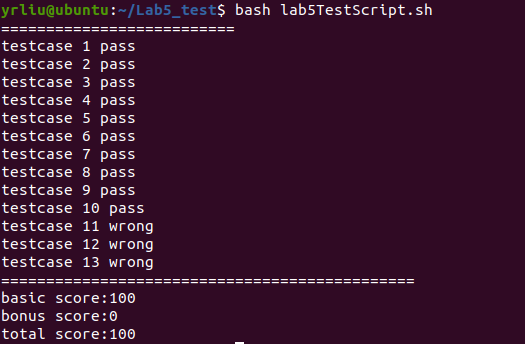 yrliu@ubuntu:~/Lab5_test$ bash lab5TestScript.sh
==========================
testcase 1 pass
testcase 2 pass
testcase 3 pass
testcase 4 pass
testcase 5 pass
testcase 6 pass
testcase 7 pass
testcase 8 pass
testcase 9 pass
testcase 10 pass
testcase 11 wrong
testcase 12 wrong
testcase 13 wrong
==============================================
basic score:100
bonus score:0
total score:100